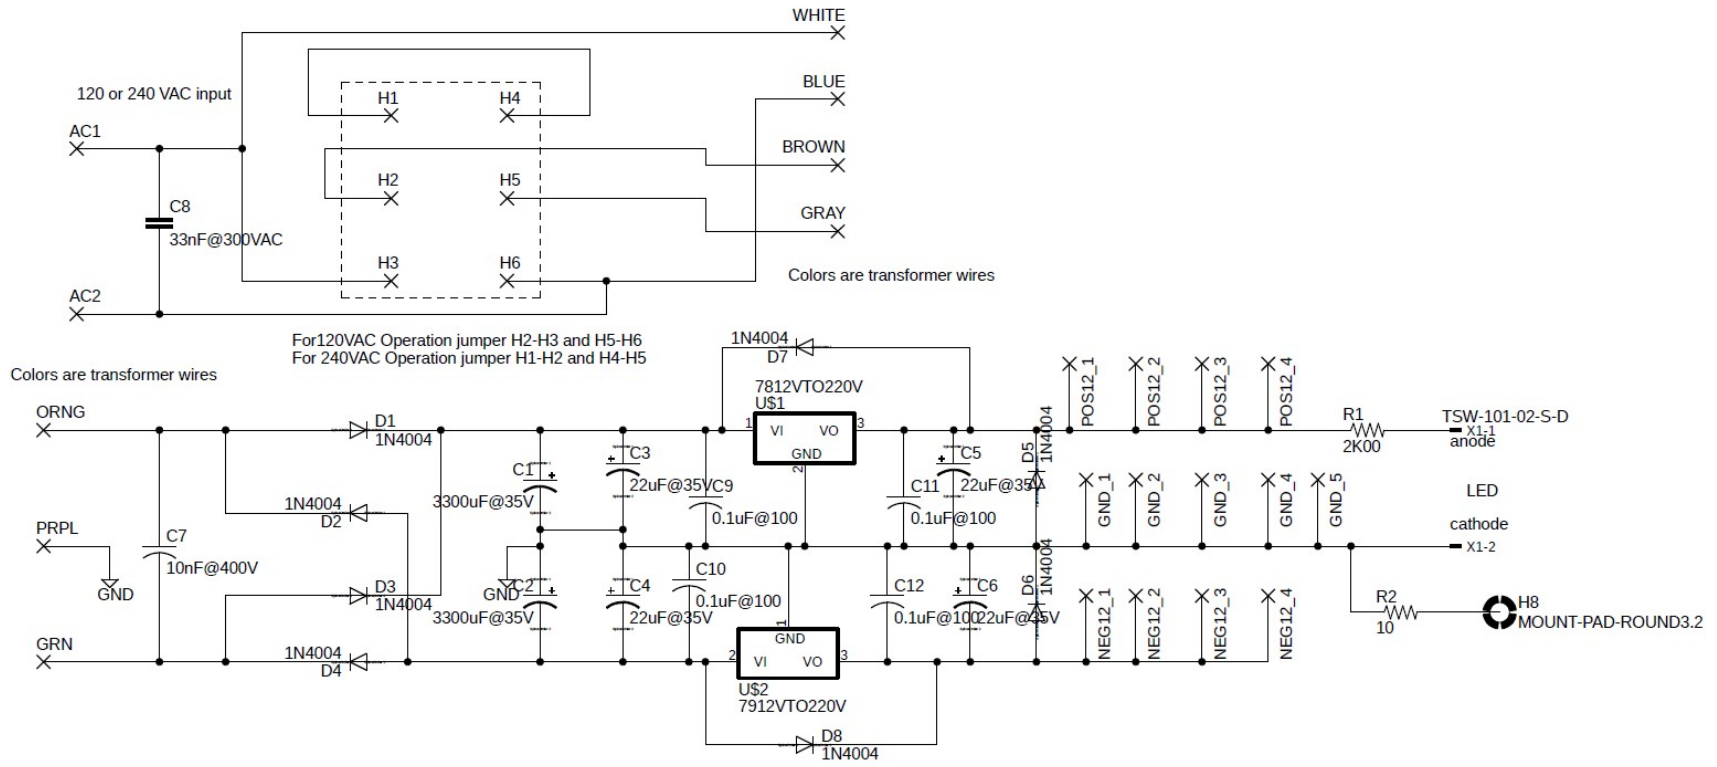 WHITE
BLUE
120 or 240 VAC input
H1
H4
AC1
BROWN
H2
H5
C8
GRAY
33nF@300VAC
H3
H6
Colors are transformer wires
AC2
For120VAC Operation jumper H2-H3 and H5-H6
For 240VAC Operation jumper H1-H2 and H4-H5
Colors are transformer wires
1N4004
D7
7812VTO220V
U$1
1
VI
VO
3
GND
2
POS12_1
POS12_2
POS12_3
POS12_4
ORNG
D1
1N4004
R1
2K00
TSW-101-02-S-D
X1-1
anode
C1
3300uF@35V
C3
22uF@35V
C9
0.1uF@100
C11
0.1uF@100
C5
22uF@35V
D5
1N4004
GND_1
GND_2
GND_3
GND_4
GND_5
LED
cathode
X1-2
1N4004
D2
PRPL
GND
C7
10nF@400V
D3
1N4004
GND
C2
3300uF@35V
C4
22uF@35V
C10
0.1uF@100
C12
0.1uF@100
C6
22uF@35V
D6
1N4004
NEG12_1
NEG12_2
NEG12_3
NEG12_4
R2
10
H8
MOUNT-PAD-ROUND3.2
GRN
1N4004
D4
1
GND
2
VI
VO
3
U$2
7912VTO220V
D8
1N4004